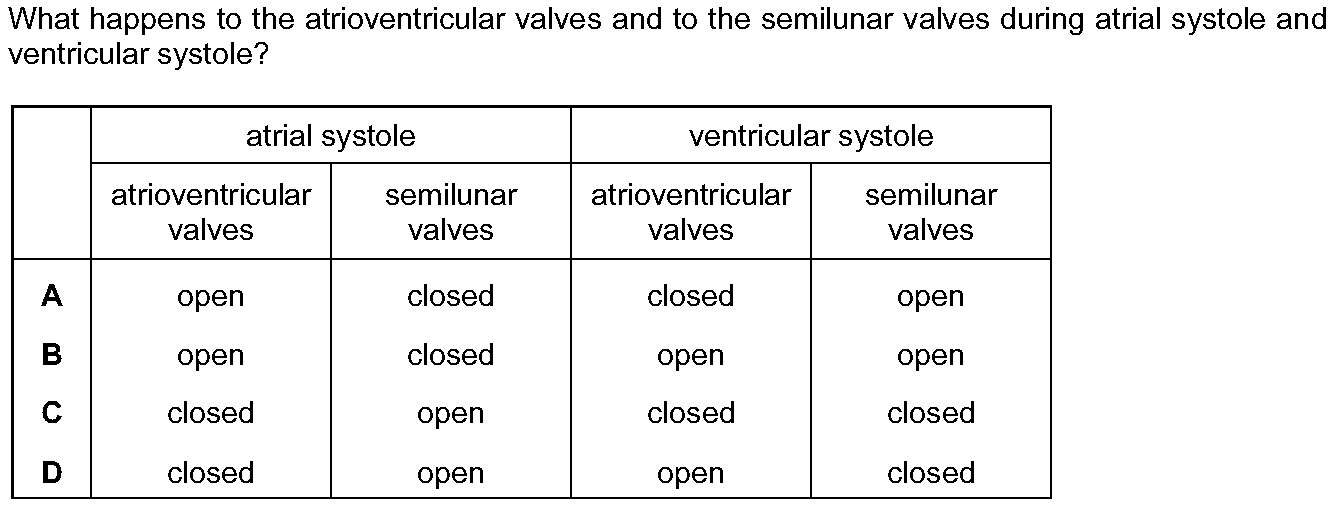 What happens to the atrioventricular valves and to the semilunar valves during atrial systole and
ventricular systole?
atrial systole ventricular systole
atrioventricular valves semilunar valves atrioventricular valves semilunar valves
A open closed closed open
B open closed open open
C closed open closed closed
D closed open open closed